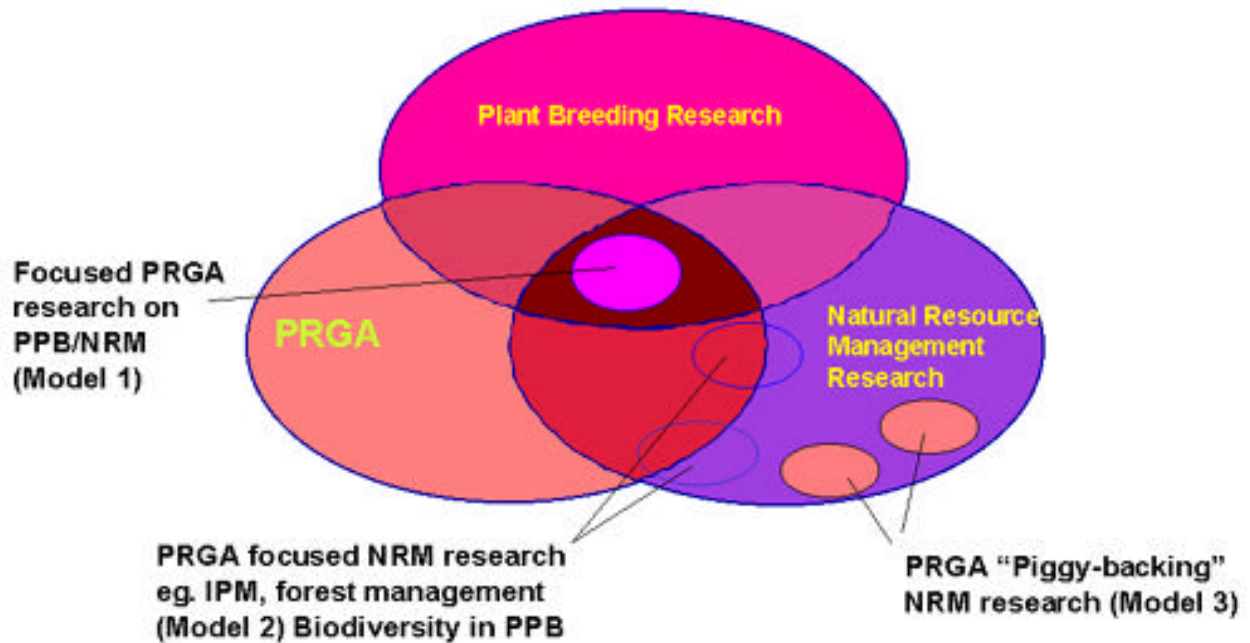 Plant Breeding Research
Focused PRGA
research on
PPB/NRM
(Model 1)
PRGA
Natural Resource
Management
Research
PRGA focused NRM research
eg. IPM, forest management
(Model 2) Biodiversity in PPB
PRGA “Piggy-backing”
NRM research (Model 3)